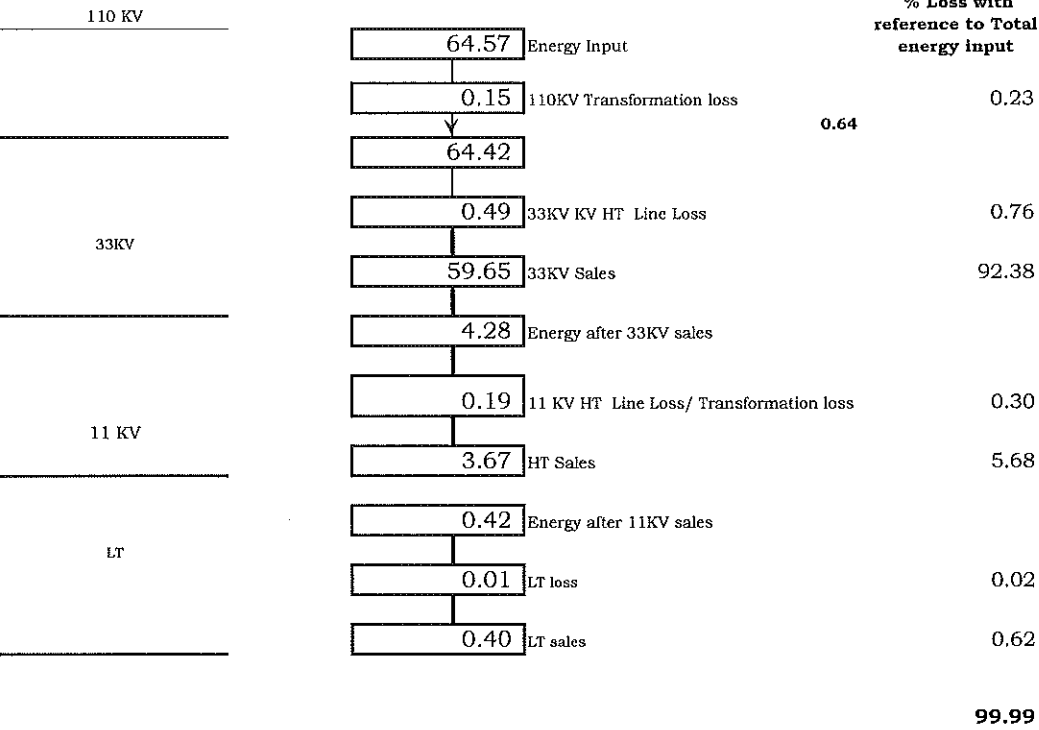 % Loss with
reference to Total
energy input
110 KV
64.57 Energy Input
0.15 110KV Transformation loss 0.23
0.64
64.42
0.49 33KV KV HT Line Loss 0.76
33KV
59.65 33KV Sales 92.38
4.28 Energy after 33KV sales
0.19 11 KV HT Line Loss/ Transformation loss 0.30
11 KV
3.67 HT Sales 5.68
0.42 Energy after 11KV sales
LT
0.01 LT loss 0.02
0.40 LT sales 0.62
99.99